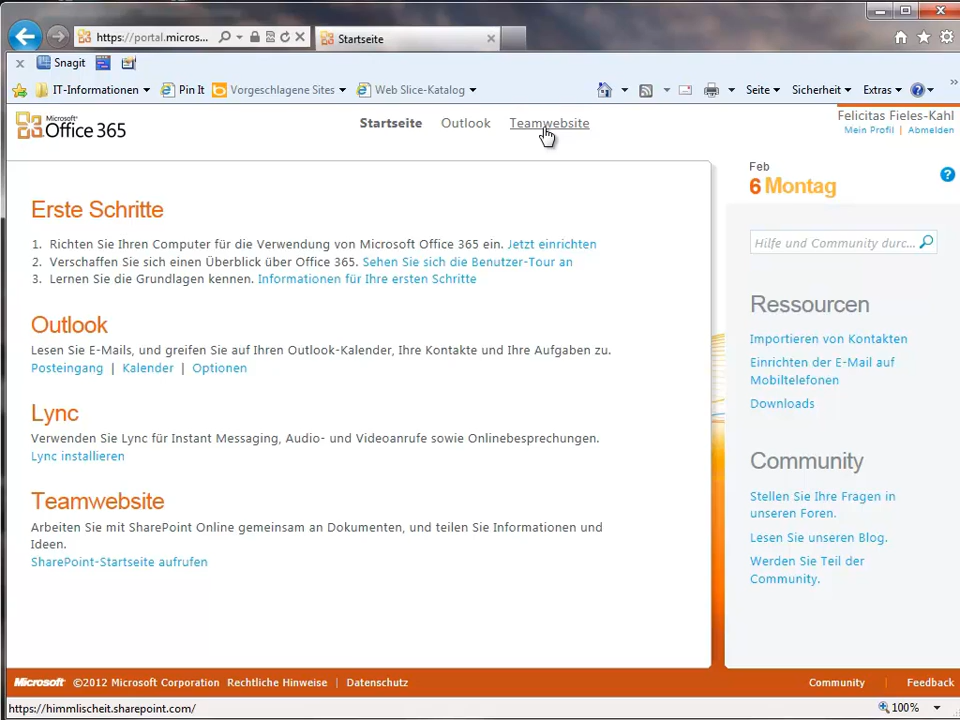 https://portal.micros...
Startseite
Snagit
IT-Informationen
Pin It
Vorgeschlagene Sites
Web Slice-Katalog
Seite
Sicherheit
Extras
Microsoft®
Office 365
Startseite
Outlook
Teamwebsite
Felicitas Fieles-Kahl
Mein Profil | Abmelden
Erste Schritte
1. Richten Sie Ihren Computer für die Verwendung von Microsoft Office 365 ein. Jetzt einrichten
2. Verschaffen Sie sich einen Überblick über Office 365. Sehen Sie sich die Benutzer-Tour an
3. Lernen Sie die Grundlagen kennen. Informationen für Ihre ersten Schritte
Outlook
Lesen Sie E-Mails, und greifen Sie auf Ihren Outlook-Kalender, Ihre Kontakte und Ihre Aufgaben zu.
Posteingang | Kalender | Optionen
Lync
Verwenden Sie Lync für Instant Messaging, Audio- und Videoanrufe sowie Onlinebesprechungen.
Lync installieren
Teamwebsite
Arbeiten Sie mit SharePoint Online gemeinsam an Dokumenten, und teilen Sie Informationen und
Ideen.
SharePoint-Startseite aufrufen
Feb
6 Montag
Hilfe und Community durc...
Ressourcen
Importieren von Kontakten
Einrichten der E-Mail auf
Mobiltelefonen
Downloads
Community
Stellen Sie Ihre Fragen in
unseren Foren.
Lesen Sie unseren Blog.
Werden Sie Teil der
Community.
Microsoft ©2012 Microsoft Corporation Rechtliche Hinweise | Datenschutz
Community | Feedback
https://himmlischeit.sharepoint.com/
100%